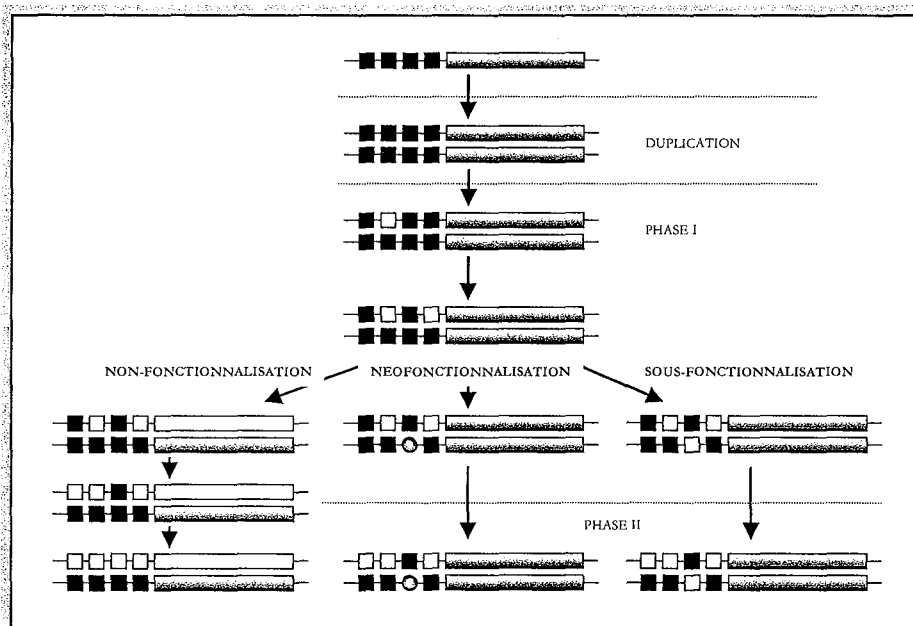 DUPLICATION
PHASE I
NON-FONCTIONNALISATION
NEOFONCTIONNALISATION
SOUS-FONCTIONNALISATION
PHASE II